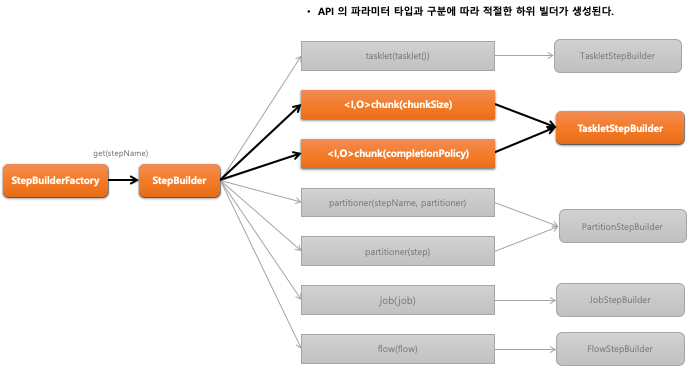 • API 의 파라미터 타입과 구분에 따라 적절한 하위 빌더가 생성된다.
tasklet(tasklet())
TaskletStepBuilder
<I,O>chunk(chunkSize)
TaskletStepBuilder
<I,O>chunk(completionPolicy)
get(stepName)
StepBuilderFactory
StepBuilder
partitioner(stepName, partitioner)
PartitionStepBuilder
partitioner(step)
job(job)
JobStepBuilder
flow(flow)
FlowStepBuilder